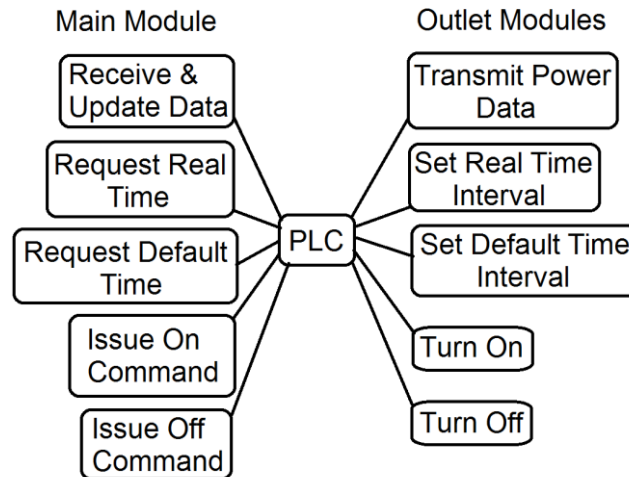 Main Module
Receive &
Update Data
Request Real
Time
Request Default
Time
Issue On
Command
Issue Off
Command
PLC
Outlet Modules
Transmit Power
Data
Set Real Time
Interval
Set Default Time
Interval
Turn On
Turn Off